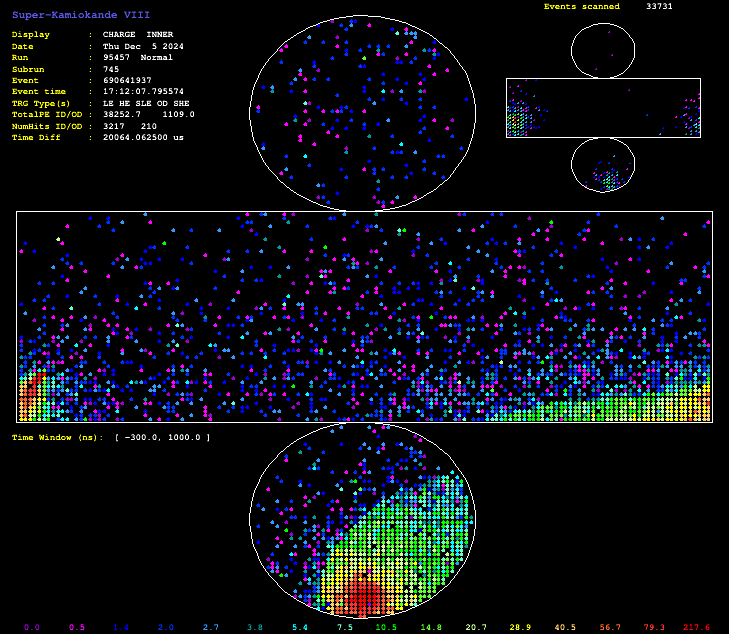 Super-Kamiokande VIII
Events scanned 33731
Display : CHARGE INNER
Date : Thu Dec 5 2024
Run : 95457 Normal
Subrun : 745
Event : 690641937
Event time : 17:12:07.795574
TRG Type(s) : LE HE SLE OD SHE
TotalPE ID/OD : 38252.7 1109.0
NumHits ID/OD : 3217 210
Time Diff : 20064.062500 us
Time Window (ns): [ -300.0, 1000.0 ]
0.0 0.5 1.4 2.0 2.7 3.8 5.4 7.5 10.5 14.8 20.7 28.9 40.5 56.7 79.3 217.6